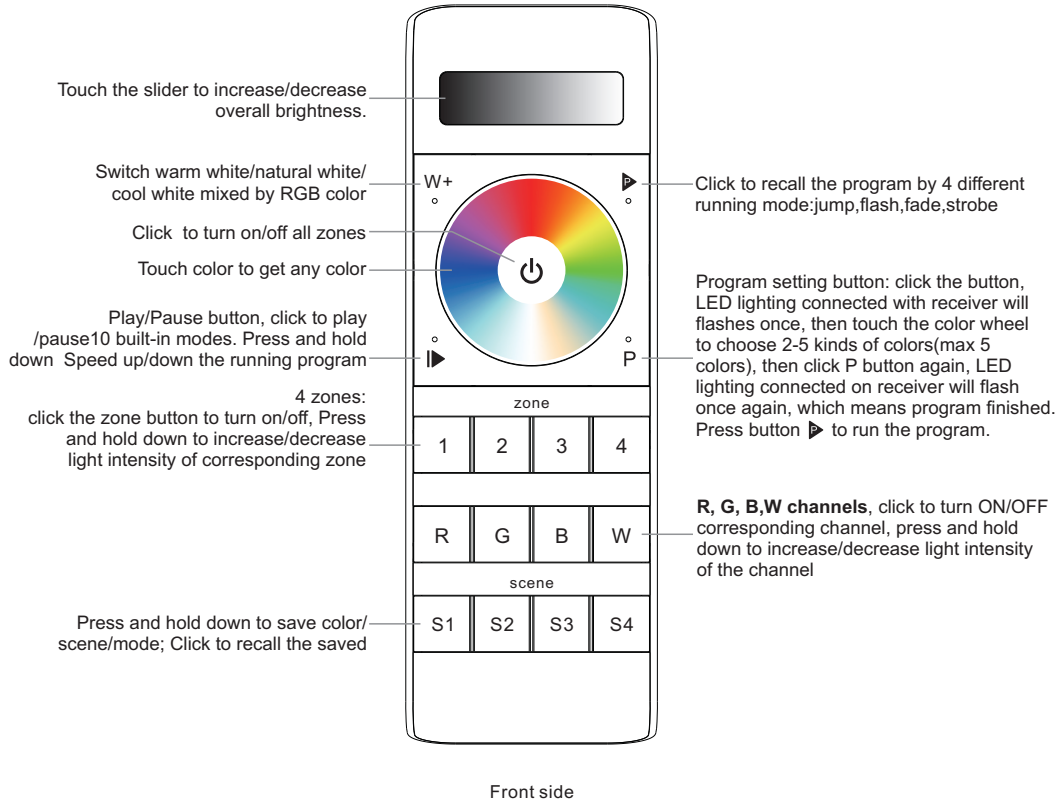 Touch the slider to increase/decrease
overall brightness.
Switch warm white/natural white/
cool white mixed by RGB color
Click to turn on/off all zones
Touch color to get any color
Play/Pause button, click to play
/pause10 built-in modes. Press and hold
down Speed up/down the running program
4 zones:
click the zone button to turn on/off, Press
and hold down to increase/decrease
light intensity of corresponding zone
Press and hold down to save color/
scene/mode; Click to recall the saved
W+
P
P
zone
1 2 3 4
R G B W
scene
S1 S2 S3 S4
Click to recall the program by 4 different
running mode:jump,flash,fade,strobe
Program setting button: click the button,
LED lighting connected with receiver will
flashes once, then touch the color wheel
to choose 2-5 kinds of colors(max 5
colors), then click P button again, LED
lighting connected on receiver will flash
once again, which means program finished.
Press button P to run the program.
R, G, B,W channels, click to turn ON/OFF
corresponding channel, press and hold
down to increase/decrease light intensity
of the channel
Front side